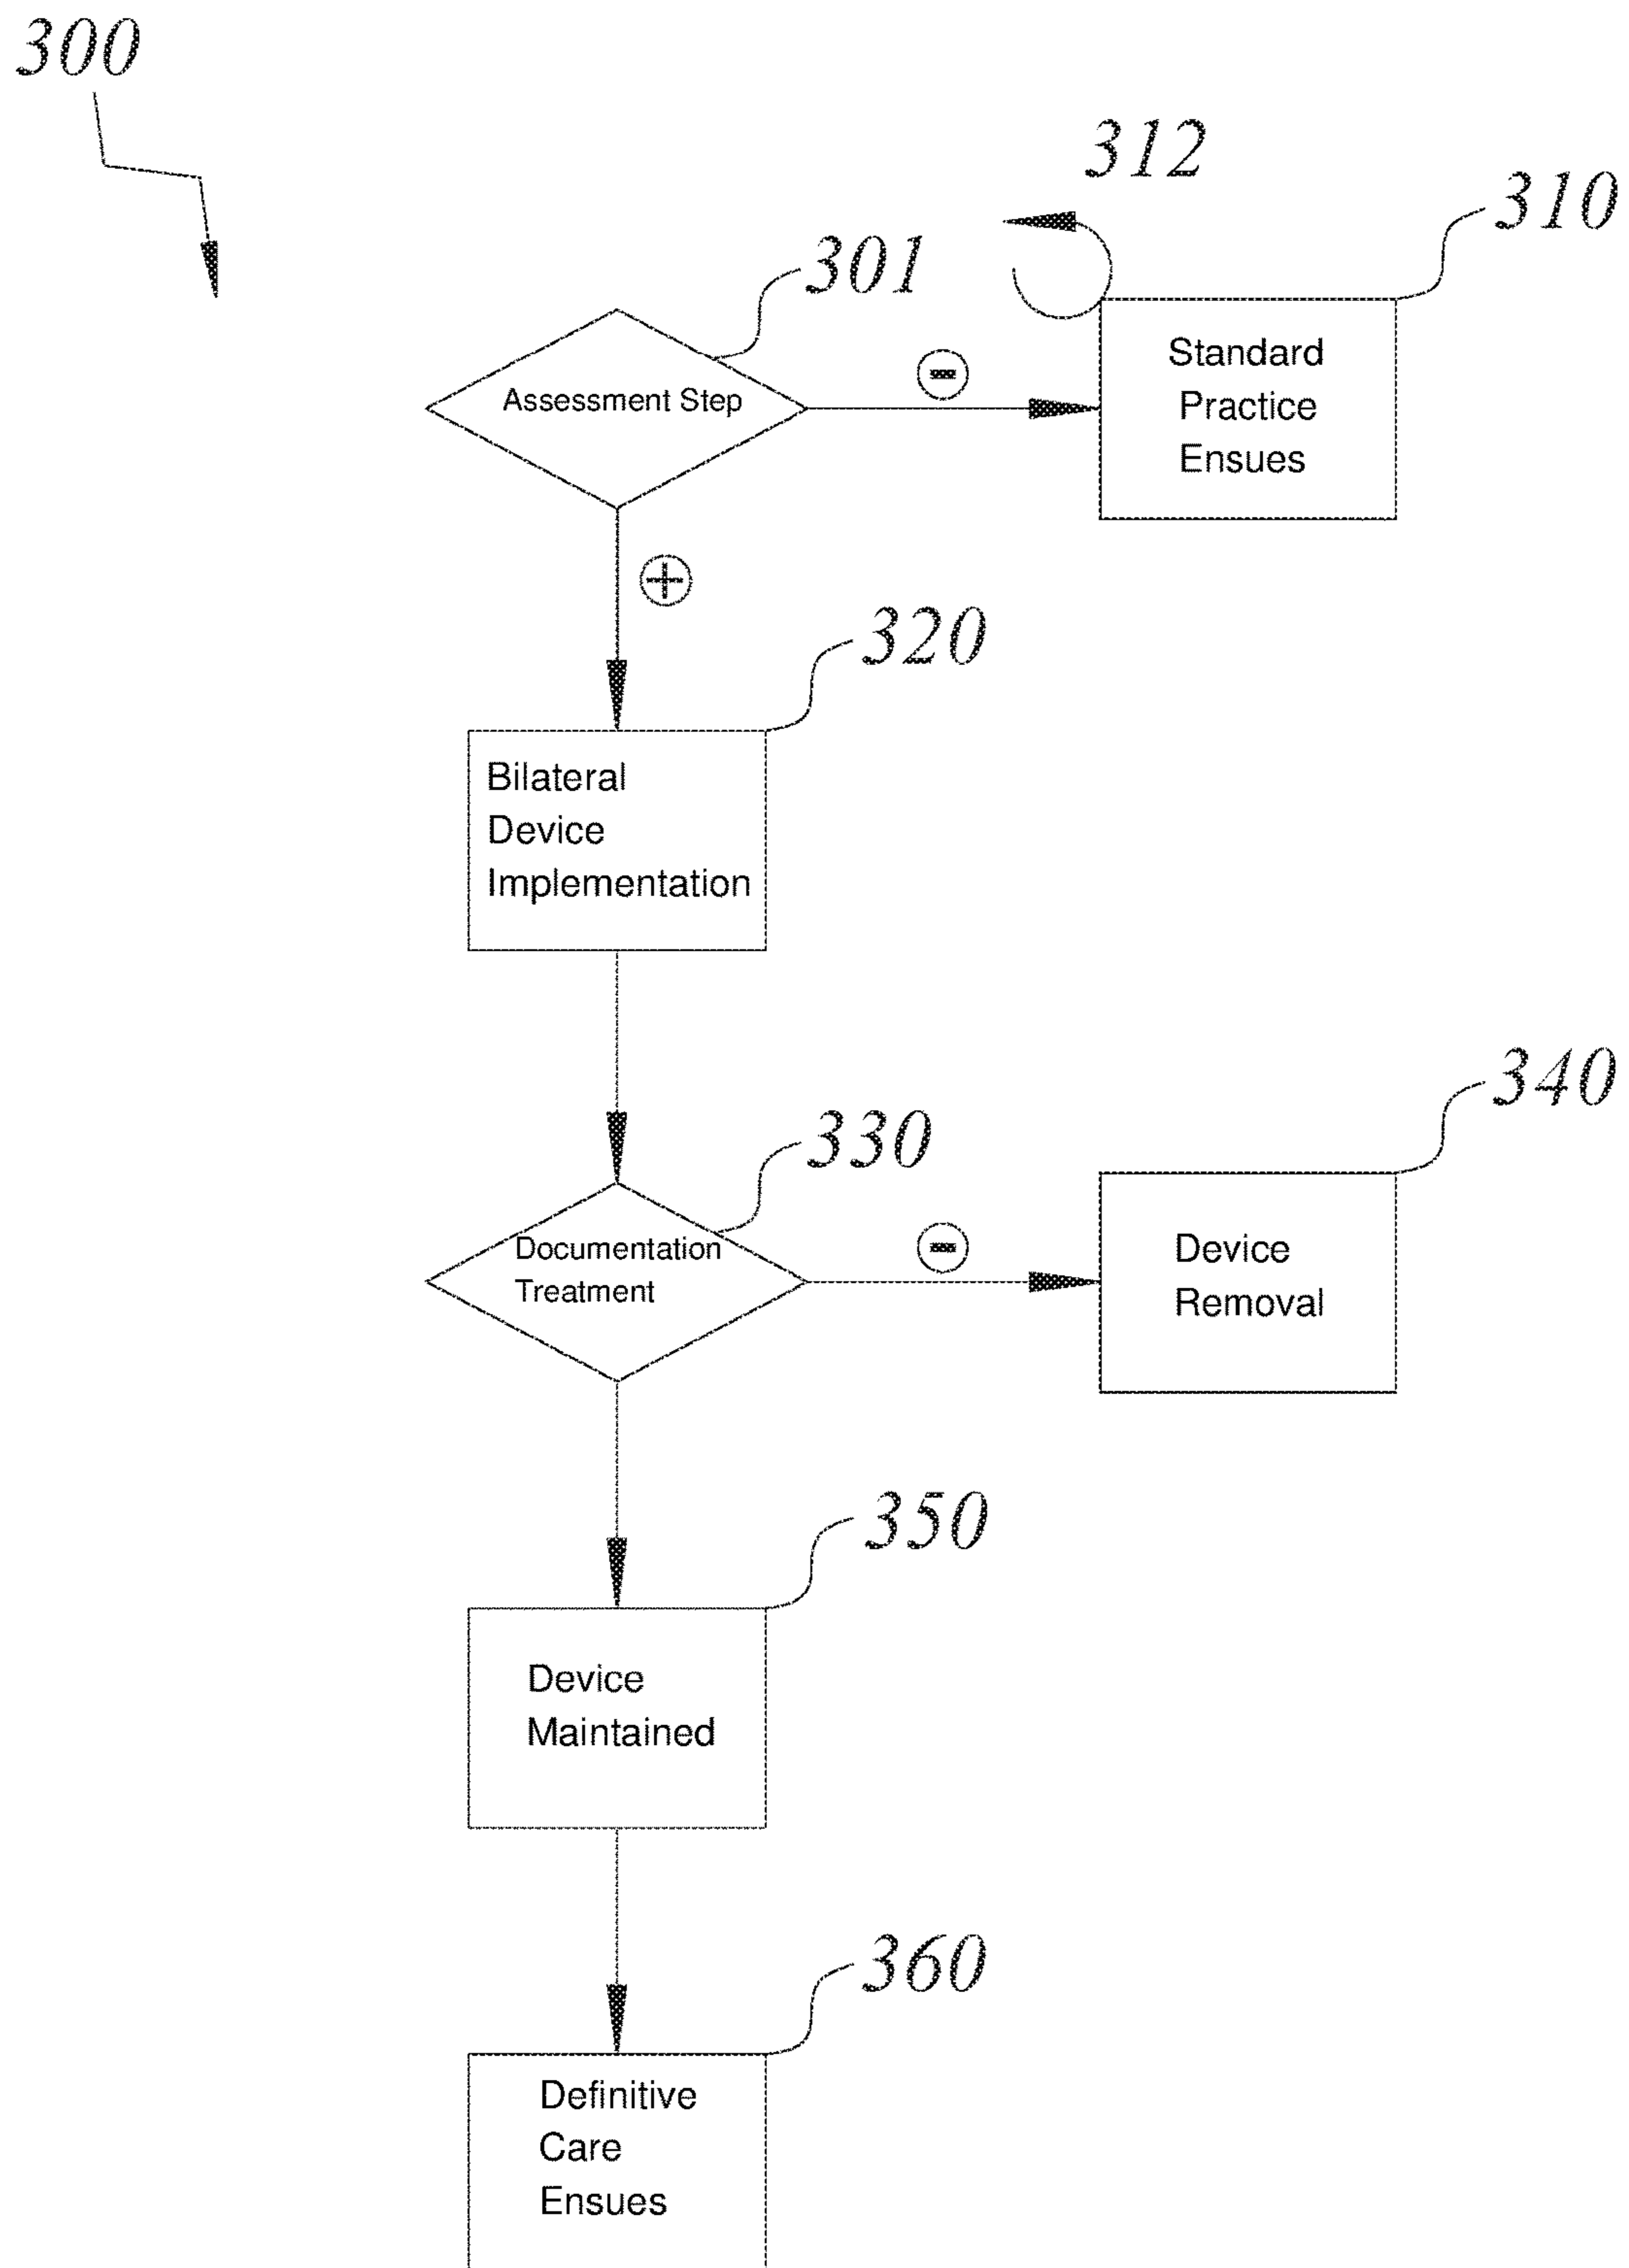 300
312
310
301
Standard
Practice
Ensues
-
Assessment Step
+
320
Bilateral
Device
Implementation
330
340
Documentation
Treatment
-
Device
Removal
350
Device
Maintained
360
Definitive
Care
Ensues